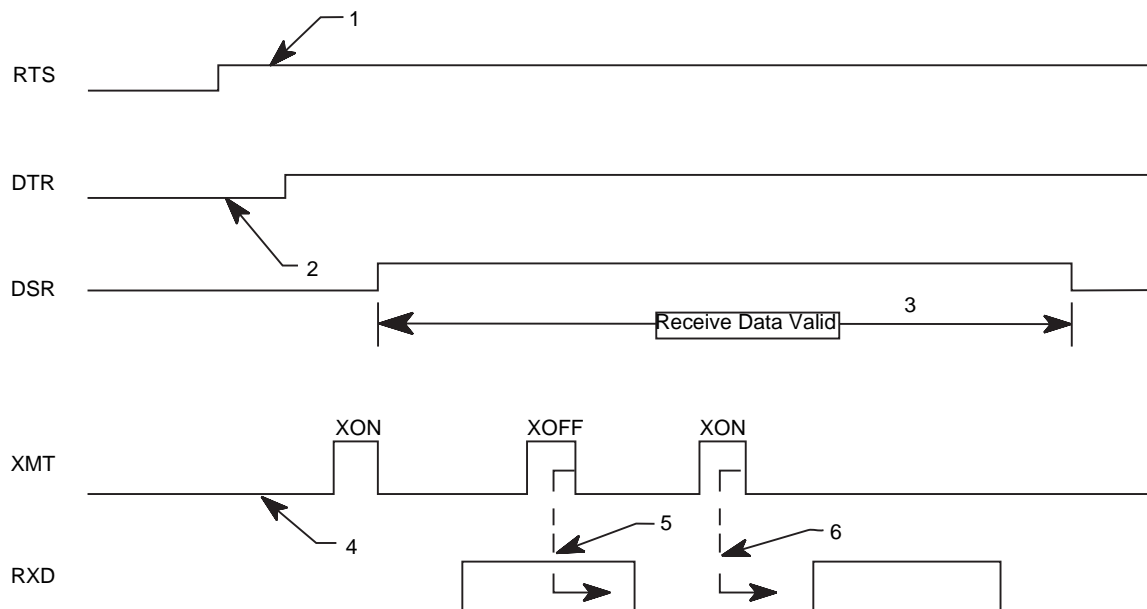 1
RTS
DTR
2
DSR
3
Receive Data Valid
XON
XOFF
XON
XMT
4
5
6
RXD